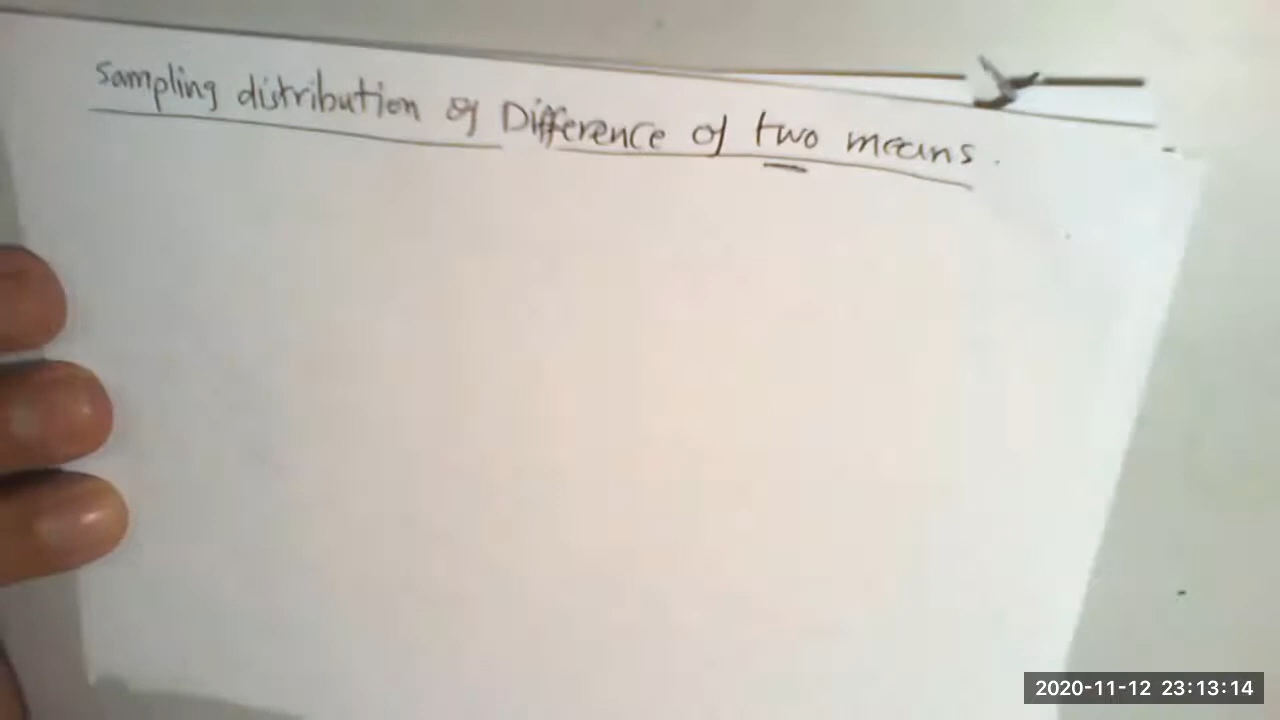 Sampling distribution of Difference of two means.
2020-11-12 23:13:14